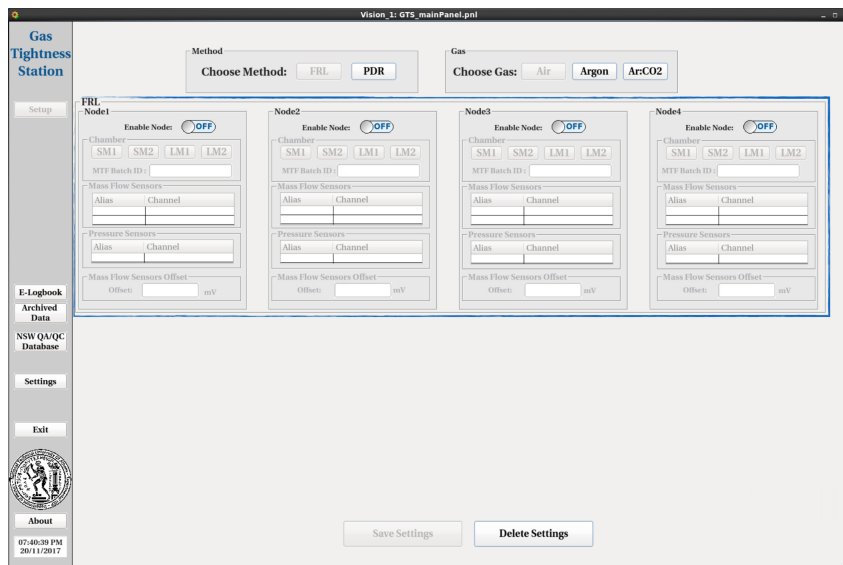 Vision_1: GTS_mainPanel.pnl
Gas
Tightness
Station
Method
Choose Method: FRL PDR
Gas
Choose Gas: Air Argon Ar:CO2
Setup
FRL
Node1
Enable Node: OFF
Chamber
SM1 SM2 LM1 LM2
MTF Batch ID :
Mass Flow Sensors
Alias Channel
Pressure Sensors
Alias Channel
Mass Flow Sensors Offset
Offset: mV
Node2
Enable Node: OFF
Chamber
SM1 SM2 LM1 LM2
MTF Batch ID :
Mass Flow Sensors
Alias Channel
Pressure Sensors
Alias Channel
Mass Flow Sensors Offset
Offset: mV
Node3
Enable Node: OFF
Chamber
SM1 SM2 LM1 LM2
MTF Batch ID :
Mass Flow Sensors
Alias Channel
Pressure Sensors
Alias Channel
Mass Flow Sensors Offset
Offset: mV
Node4
Enable Node: OFF
Chamber
SM1 SM2 LM1 LM2
MTF Batch ID :
Mass Flow Sensors
Alias Channel
Pressure Sensors
Alias Channel
Mass Flow Sensors Offset
Offset: mV
E-Logbook
Archived
Data
NSW QA/QC
Database
Settings
Exit
About
07:40:39 PM
20/11/2017
Save Settings
Delete Settings